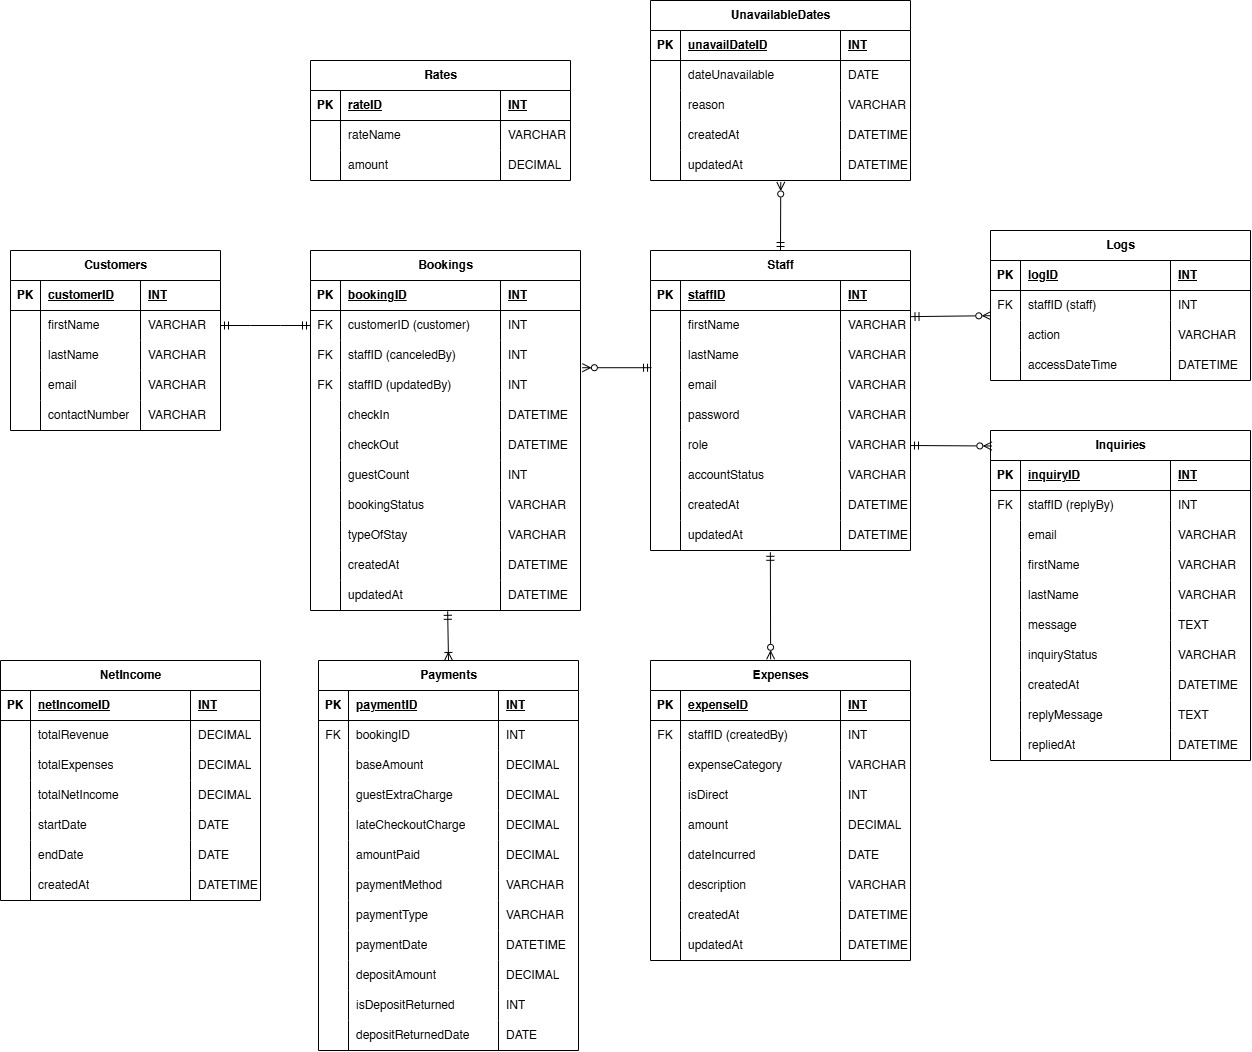 UnavailableDates
PK unavailDateID INT
dateUnavailable DATE
reason VARCHAR
createdAt DATETIME
updatedAt DATETIME
Rates
PK rateID INT
rateName VARCHAR
amount DECIMAL
Customers
PK customerID INT
firstName VARCHAR
lastName VARCHAR
email VARCHAR
contactNumber VARCHAR
Bookings
PK bookingID INT
FK customerID (customer) INT
FK staffID (canceledBy) INT
FK staffID (updatedBy) INT
checkIn DATETIME
checkOut DATETIME
guestCount INT
bookingStatus VARCHAR
typeOfStay VARCHAR
createdAt DATETIME
updatedAt DATETIME
Staff
PK staffID INT
firstName VARCHAR
lastName VARCHAR
email VARCHAR
password VARCHAR
role VARCHAR
accountStatus VARCHAR
createdAt DATETIME
updatedAt DATETIME
Logs
PK logID INT
FK staffID (staff) INT
action VARCHAR
accessDateTime DATETIME
Inquiries
PK inquiryID INT
FK staffID (replyBy) INT
email VARCHAR
firstName VARCHAR
lastName VARCHAR
message TEXT
inquiryStatus VARCHAR
createdAt DATETIME
replyMessage TEXT
repliedAt DATETIME
NetIncome
PK netIncomeID INT
totalRevenue DECIMAL
totalExpenses DECIMAL
totalNetIncome DECIMAL
startDate DATE
endDate DATE
createdAt DATETIME
Payments
PK paymentID INT
FK bookingID INT
baseAmount DECIMAL
guestExtraCharge DECIMAL
lateCheckoutCharge DECIMAL
amountPaid DECIMAL
paymentMethod VARCHAR
paymentType VARCHAR
paymentDate DATETIME
depositAmount DECIMAL
isDepositReturned INT
depositReturnedDate DATE
Expenses
PK expenseID INT
FK staffID (createdBy) INT
expenseCategory VARCHAR
isDirect INT
amount DECIMAL
dateIncurred DATE
description VARCHAR
createdAt DATETIME
updatedAt DATETIME